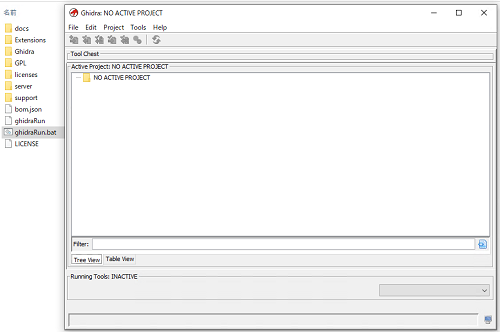 名前
docs
Extensions
Ghidra
GPL
licenses
server
support
bom.json
ghidraRun
ghidraRun.bat
LICENSE
Ghidra: NO ACTIVE PROJECT
File Edit Project Tools Help
Tool Chest
Active Project: NO ACTIVE PROJECT
NO ACTIVE PROJECT
Filter:
Tree View Table View
Running Tools: INACTIVE